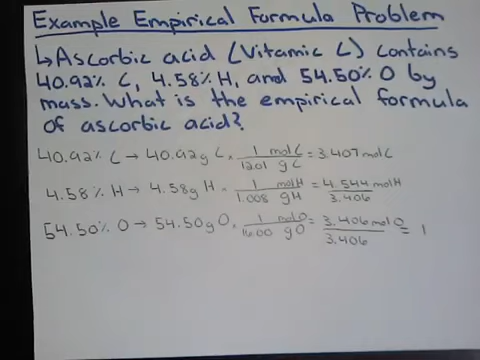 Example Empirical Formula Problem
↳Ascorbic acid (Vitamic C) contains
40.92% C, 4.58% H, and 54.50% O by
mass. What is the empirical formula
of ascorbic acid?
40.92% C → 40.92g C × 1 mol C / 12.01 g C = 3.407 mol C
4.58% H → 4.58g H × 1 mol H / 1.008 g H = 4.544 mol H / 3.406
54.50% O → 54.50g O × 1 mol O / 16.00 g O = 3.406 mol O / 3.406 = 1